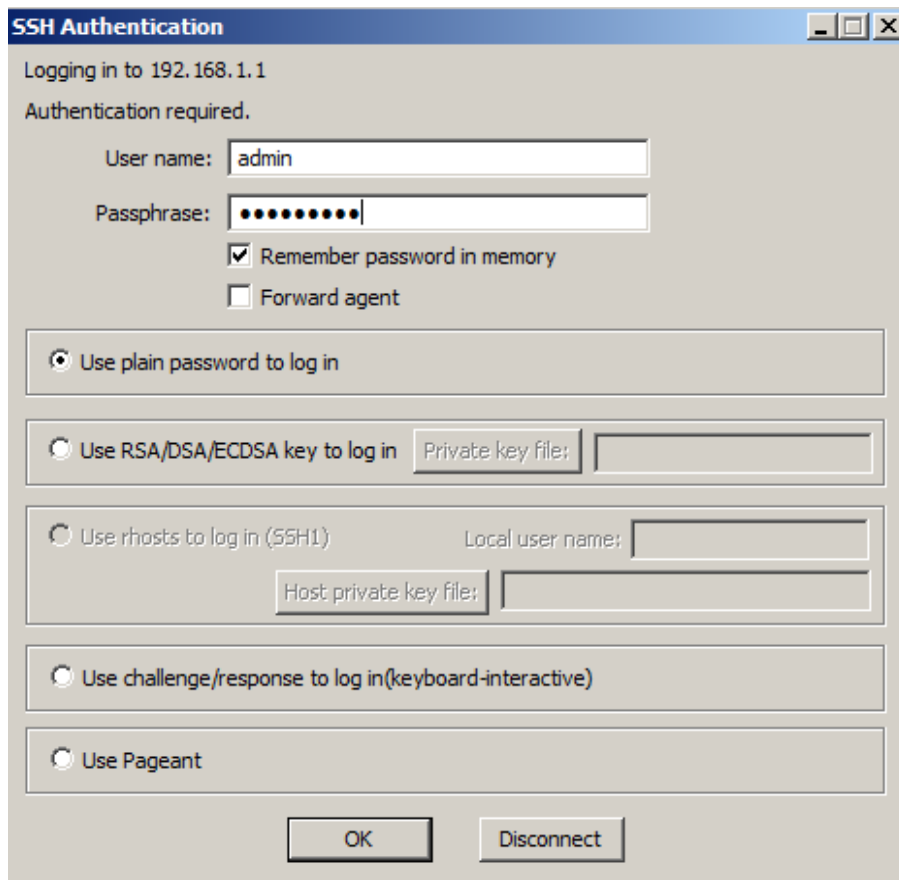 SSH Authentication
Logging in to 192.168.1.1
Authentication required.
User name: admin
Passphrase: ●●●●●●●●●
Remember password in memory
Forward agent
Use plain password to log in
Use RSA/DSA/ECDSA key to log in Private key file:
Use rhosts to log in (SSH1) Local user name:
Host private key file:
Use challenge/response to log in(keyboard-interactive)
Use Pageant
OK Disconnect